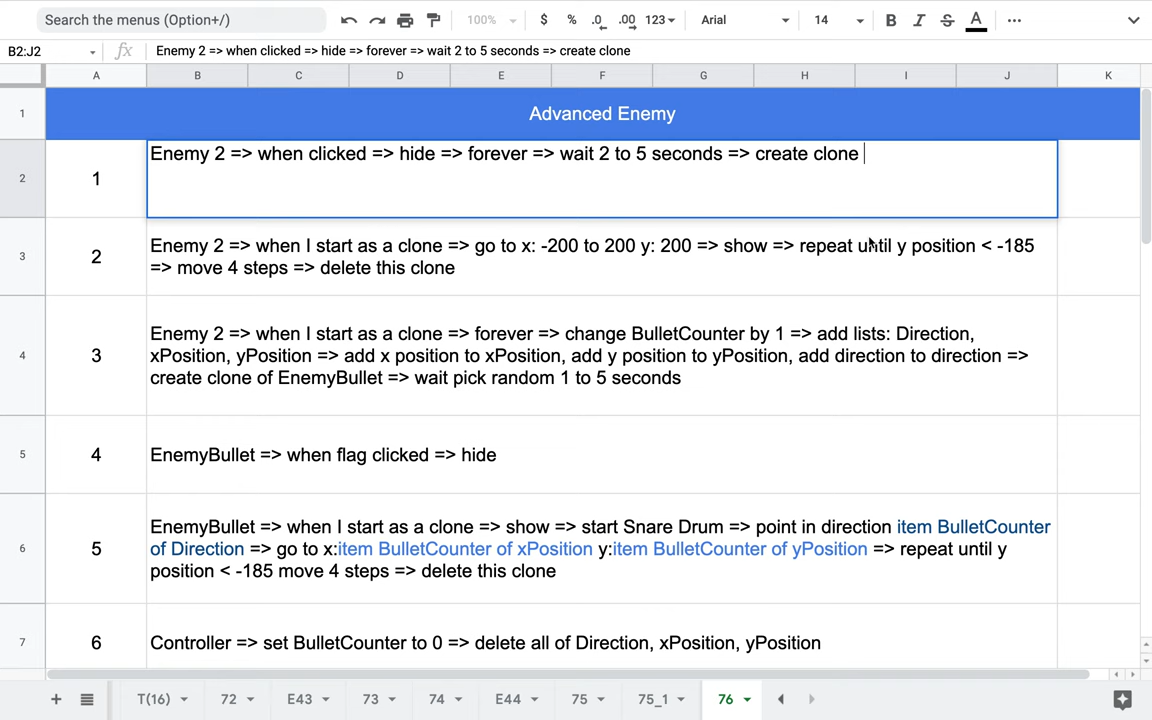 Search the menus (Option+/)
100%
$ % .0 .00 123
Arial
14
B I S A
B2:J2
fx
Enemy 2 => when clicked => hide => forever => wait 2 to 5 seconds => create clone
A B C D E F G H I J K
1
Advanced Enemy
2
1
Enemy 2 => when clicked => hide => forever => wait 2 to 5 seconds => create clone
3
2
Enemy 2 => when I start as a clone => go to x: -200 to 200 y: 200 => show => repeat until y position < -185
=> move 4 steps => delete this clone
4
3
Enemy 2 => when I start as a clone => forever => change BulletCounter by 1 => add lists: Direction,
xPosition, yPosition => add x position to xPosition, add y position to yPosition, add direction to direction =>
create clone of EnemyBullet => wait pick random 1 to 5 seconds
5
4
EnemyBullet => when flag clicked => hide
6
5
EnemyBullet => when I start as a clone => show => start Snare Drum => point in direction item BulletCounter
of Direction => go to x:item BulletCounter of xPosition y:item BulletCounter of yPosition => repeat until y
position < -185 move 4 steps => delete this clone
7
6
Controller => set BulletCounter to 0 => delete all of Direction, xPosition, yPosition
T(16) 72 E43 73 74 E44 75 75_1 76